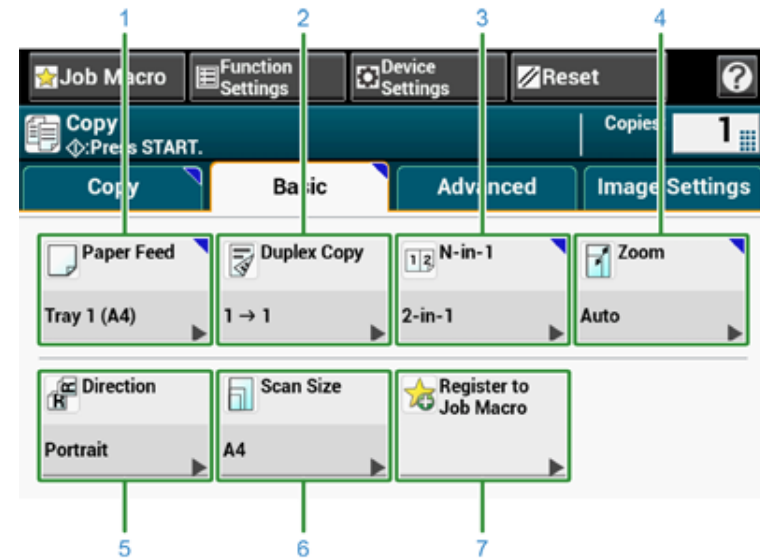 1 2 3 4
Job Macro
Function
Settings
Device
Settings
Reset
?
Copy
:Press START.
Copies:
1
Copy
Basic
Advanced
Image Settings
Paper Feed
Tray 1 (A4)
Duplex Copy
1 → 1
1 2
N-in-1
2-in-1
Zoom
Auto
R R
Direction
Portrait
Scan Size
A4
Register to
Job Macro
5 6 7